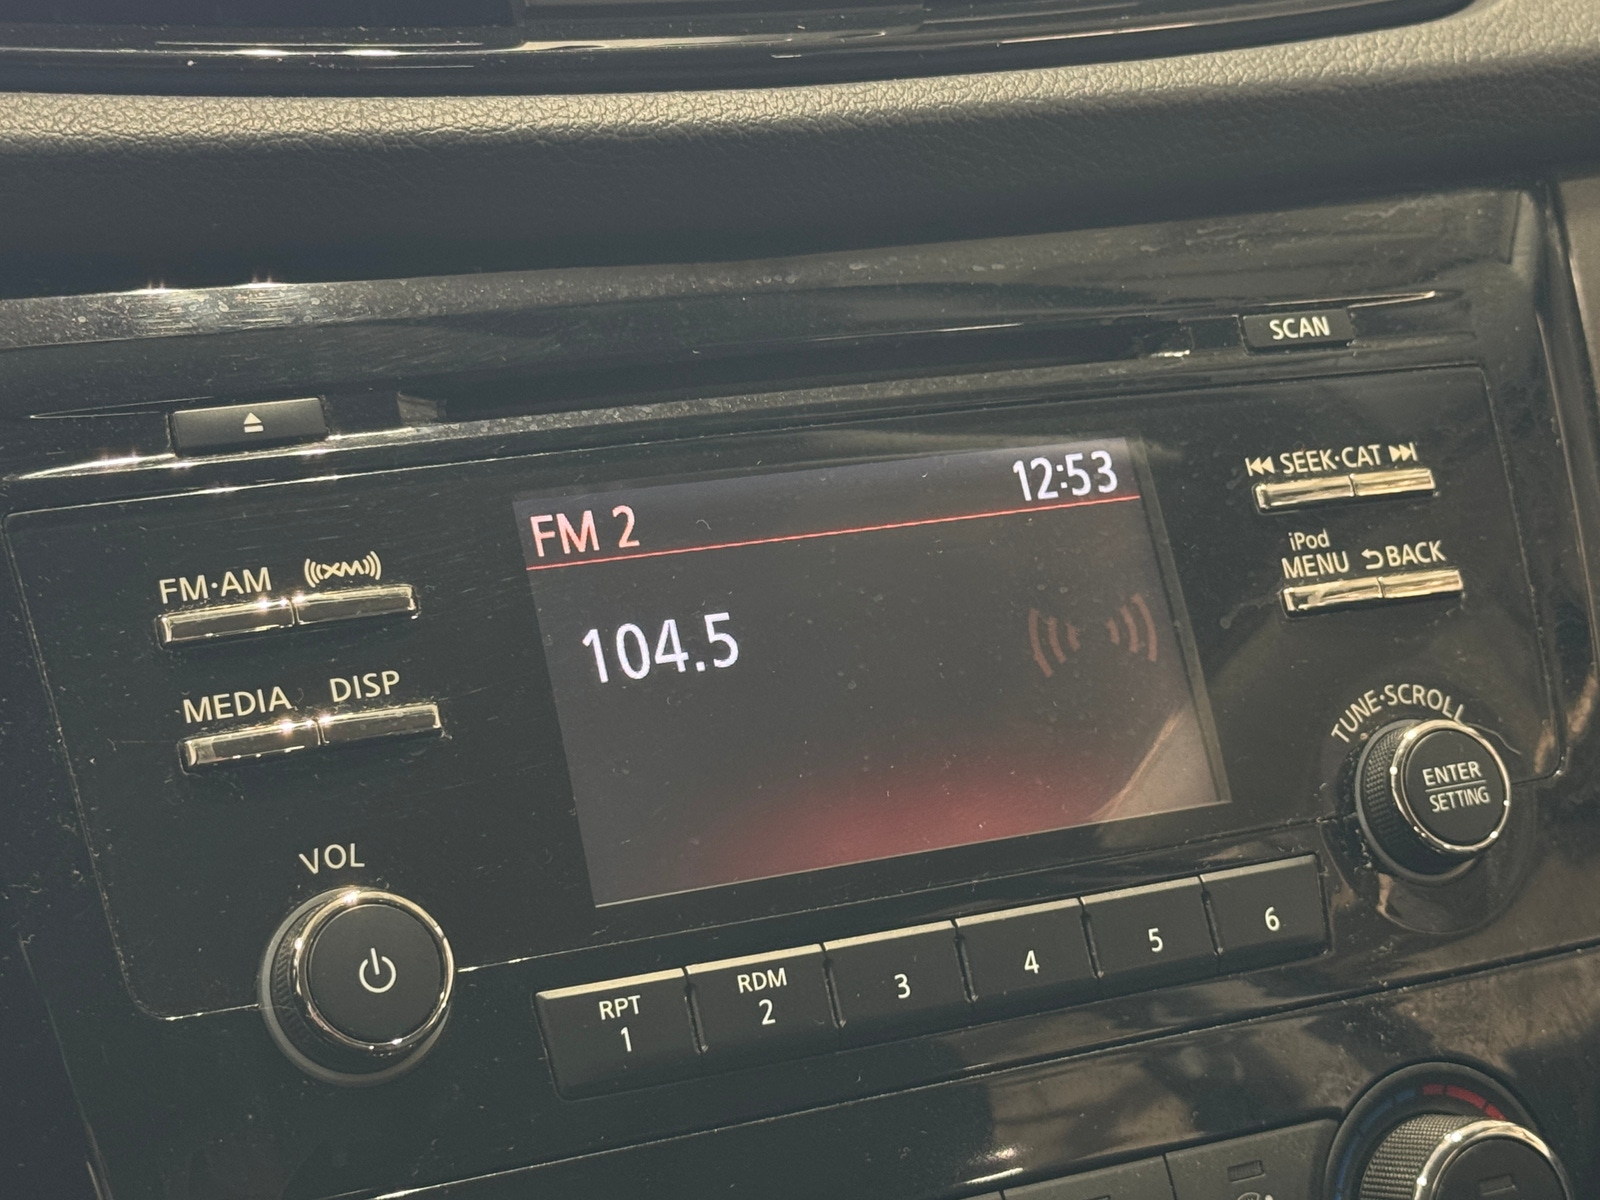 SCAN
SEEK·CAT
12:53
FM 2
iPod
MENU BACK
FM·AM ((XM))
104.5
MEDIA DISP
TUNE·SCROLL
ENTER
SETTING
VOL
RPT
1
RDM
2
3
4
5
6